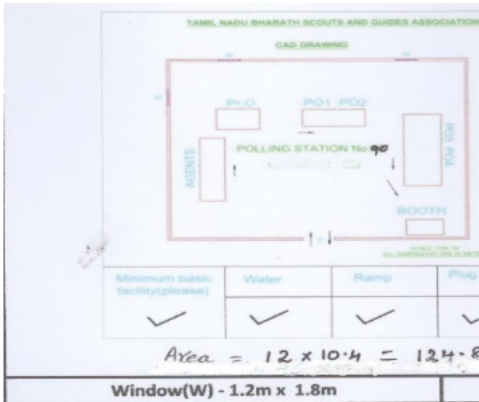 TAMIL NADU BHARATH SCOUTS AND GUIDES ASSOCIATION
CAD DRAWING
W
W
W
Pr.O
PO1 PO2
AGENTS
POLLING STATION No: 90
PO3 PO4
BOOTH
D
Minimum basic facility(please)
Water
Ramp
Plug
Area = 12 x 10.4 = 124.8
Window(W) - 1.2m x 1.8m